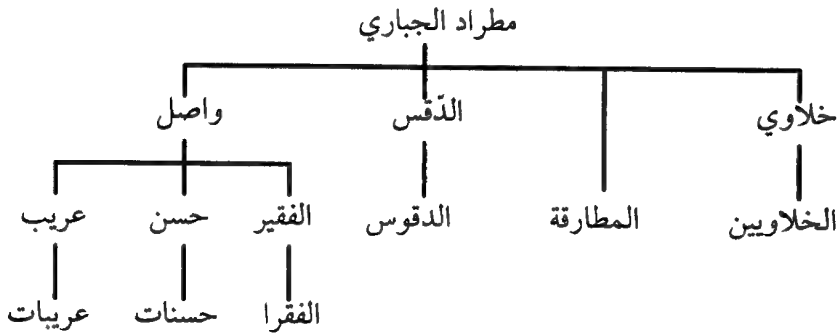 مطراد الجباري
خلاوي الدّقس واصل
الخلاويين المطارقة الدقوس الفقير حسن عريب
الفقرا حسنات عريبات